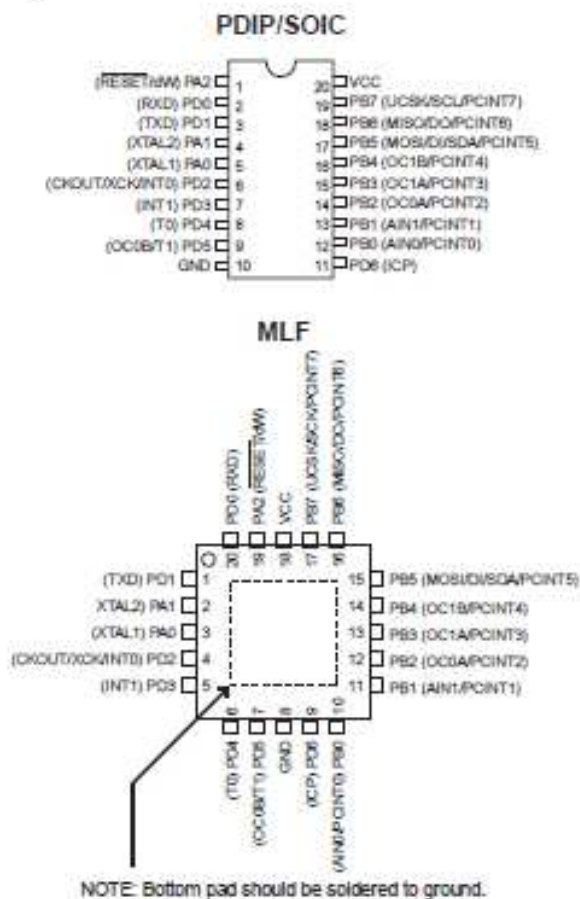 PDIP/SOIC
(RESET/dW) PA2 1
(RXD) PD0 2
(TXD) PD1 3
(XTAL2) PA1 4
(XTAL1) PA0 5
(CKOUT/XCK/INT0) PD2 6
(INT1) PD3 7
(T0) PD4 8
(OC0B/T1) PD5 9
GND 10
20 VCC
19 PB7 (UCSK/SCL/PCINT7)
18 PB6 (MISO/DO/PCINT6)
17 PB5 (MOSI/DI/SDA/PCINT5)
16 PB4 (OC1B/PCINT4)
15 PB3 (OC1A/PCINT3)
14 PB2 (OC0A/PCINT2)
13 PB1 (AIN1/PCINT1)
12 PB0 (AIN0/PCINT0)
11 PD6 (ICP)
MLF
PD0 (RXD)
PA2 (RESET/dW)
VCC
PB7 (UCSK/SCK/PCINT7)
PB6 (MISO/DO/PCINT6)
20 19 18 17 16
(TXD) PD1 1
XTAL2) PA1 2
(XTAL1) PA0 3
(CKOUT/XCK/INT0) PD2 4
(INT1) PD3 5
15 PB5 (MOSI/DI/SDA/PCINT5)
14 PB4 (OC1B/PCINT4)
13 PB3 (OC1A/PCINT3)
12 PB2 (OC0A/PCINT2)
11 PB1 (AIN1/PCINT1)
6 7 8 9 10
(T0) PD4
(OC0B/T1) PD5
GND
(ICP) PD6
(AIN0/PCINT0) PB0
NOTE: Bottom pad should be soldered to ground.